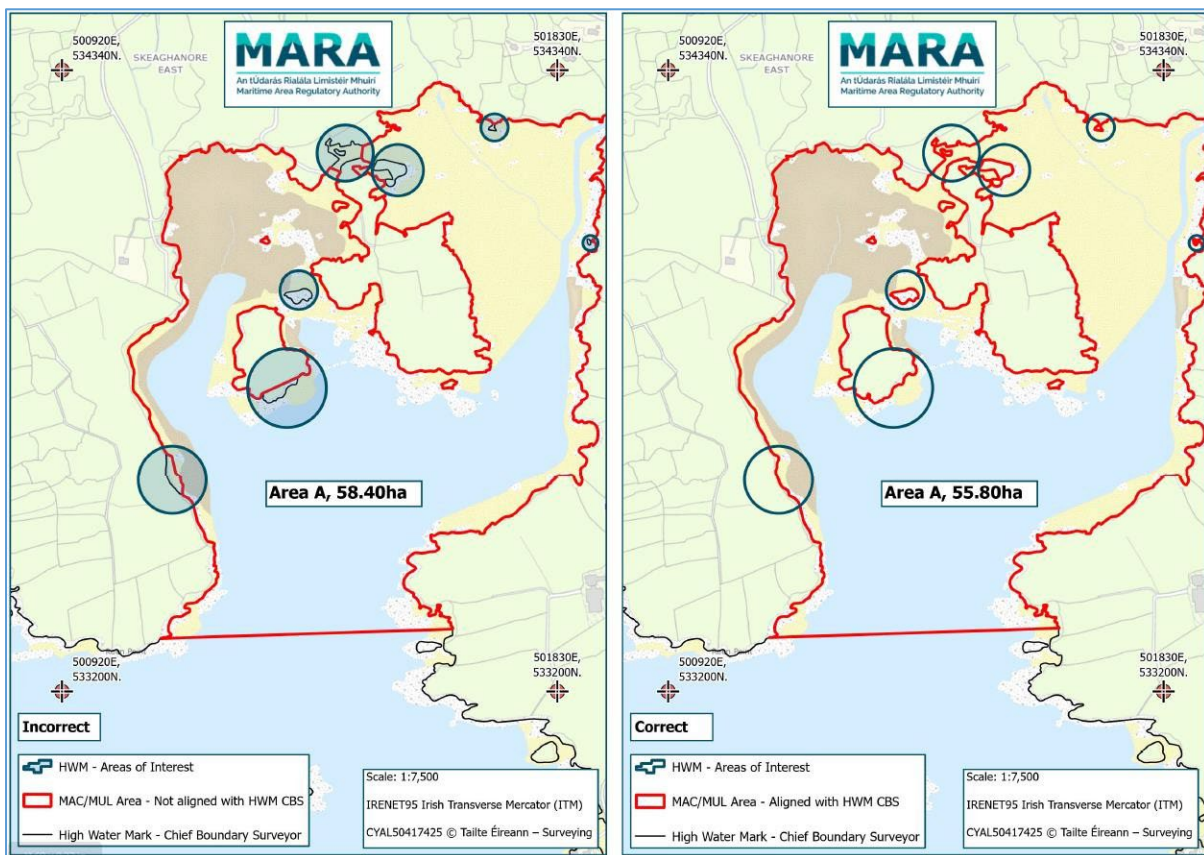 500920E,
534340N.
SKEAGHANORE
EAST
MARA
An tÚdarás Rialála Limistéir Mhuirí
Maritime Area Regulatory Authority
501830E,
534340N.
Area A, 58.40ha
500920E,
533200N.
501830E,
533200N.
Incorrect
HWM - Areas of Interest
MAC/MUL Area - Not aligned with HWM CBS
High Water Mark - Chief Boundary Surveyor
Scale: 1:7,500
IRENET95 Irish Transverse Mercator (ITM)
CYAL50417425 © Tailte Éireann – Surveying
500920E,
534340N.
SKEAGHANORE
EAST
MARA
An tÚdarás Rialála Limistéir Mhuirí
Maritime Area Regulatory Authority
501830E,
534340N.
Area A, 55.80ha
500920E,
533200N.
501830E,
533200N.
Correct
HWM - Areas of Interest
MAC/MUL Area - Aligned with HWM CBS
High Water Mark - Chief Boundary Surveyor
Scale: 1:7,500
IRENET95 Irish Transverse Mercator (ITM)
CYAL50417425 © Tailte Éireann – Surveying